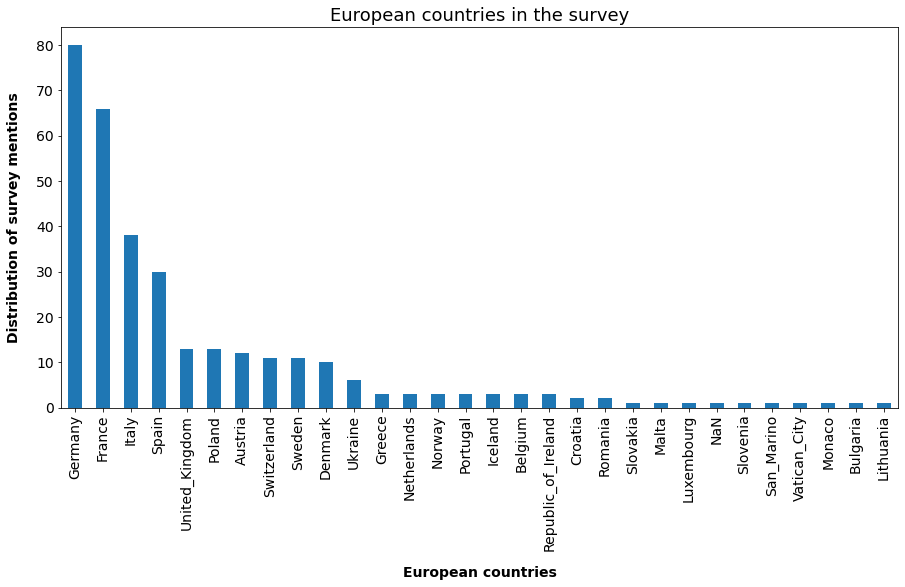 European countries in the survey
Distribution of survey mentions
80
70
60
50
40
30
20
10
0
Germany
France
Italy
Spain
United_Kingdom
Poland
Austria
Switzerland
Sweden
Denmark
Ukraine
Greece
Netherlands
Norway
Portugal
Iceland
Belgium
Republic_of_Ireland
Croatia
Romania
Slovakia
Malta
Luxembourg
NaN
Slovenia
San_Marino
Vatican_City
Monaco
Bulgaria
Lithuania
European countries